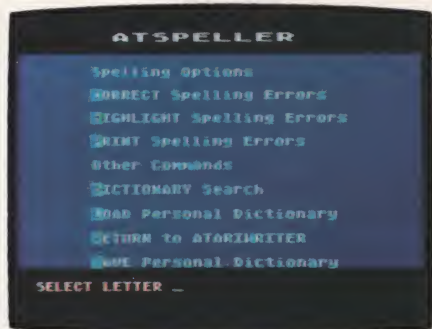 ATSPELLER
Spelling Options
CORRECT Spelling Errors
HIGHLIGHT Spelling Errors
PRINT Spelling Errors
Other Commands
DICTIONARY Search
LOAD Personal Dictionary
RETURN to ATARIWRITER
SAVE Personal Dictionary
SELECT LETTER _